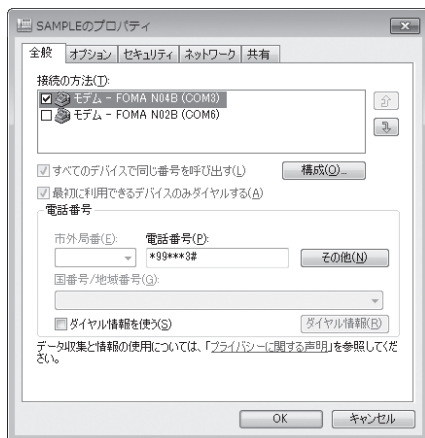 SAMPLEのプロパティ
全般 オプション セキュリティ ネットワーク 共有
接続の方法(T):
モデム - FOMA N04B (COM3)
モデム - FOMA N02B (COM6)
すべてのデバイスで同じ番号を呼び出す(L) 構成(O)...
最初に利用できるデバイスのみダイヤルする(A)
電話番号
市外局番(E): 電話番号(P):
*99***3# その他(N)
国番号/地域番号(G):
ダイヤル情報を使う(S) ダイヤル情報(R)
データ収集と情報の使用については、「プライバシーに関する声明」を参照してくだ
さい。
OK キャンセル